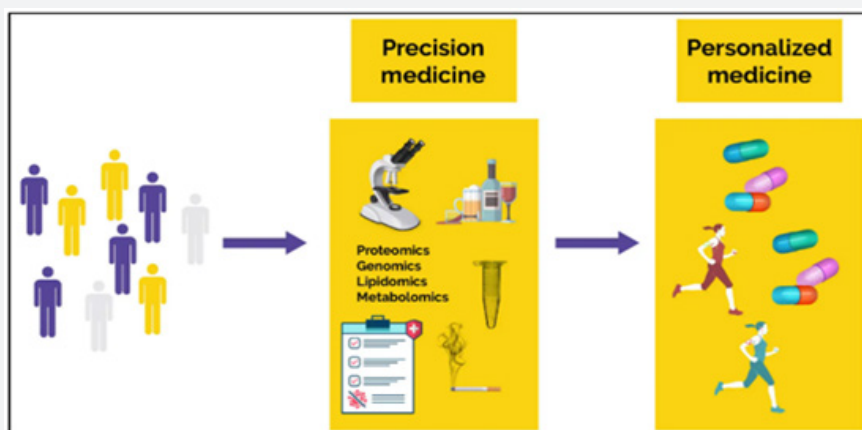 Precision
medicine
Personalized
medicine
Proteomics
Genomics
Lipidomics
Metabolomics